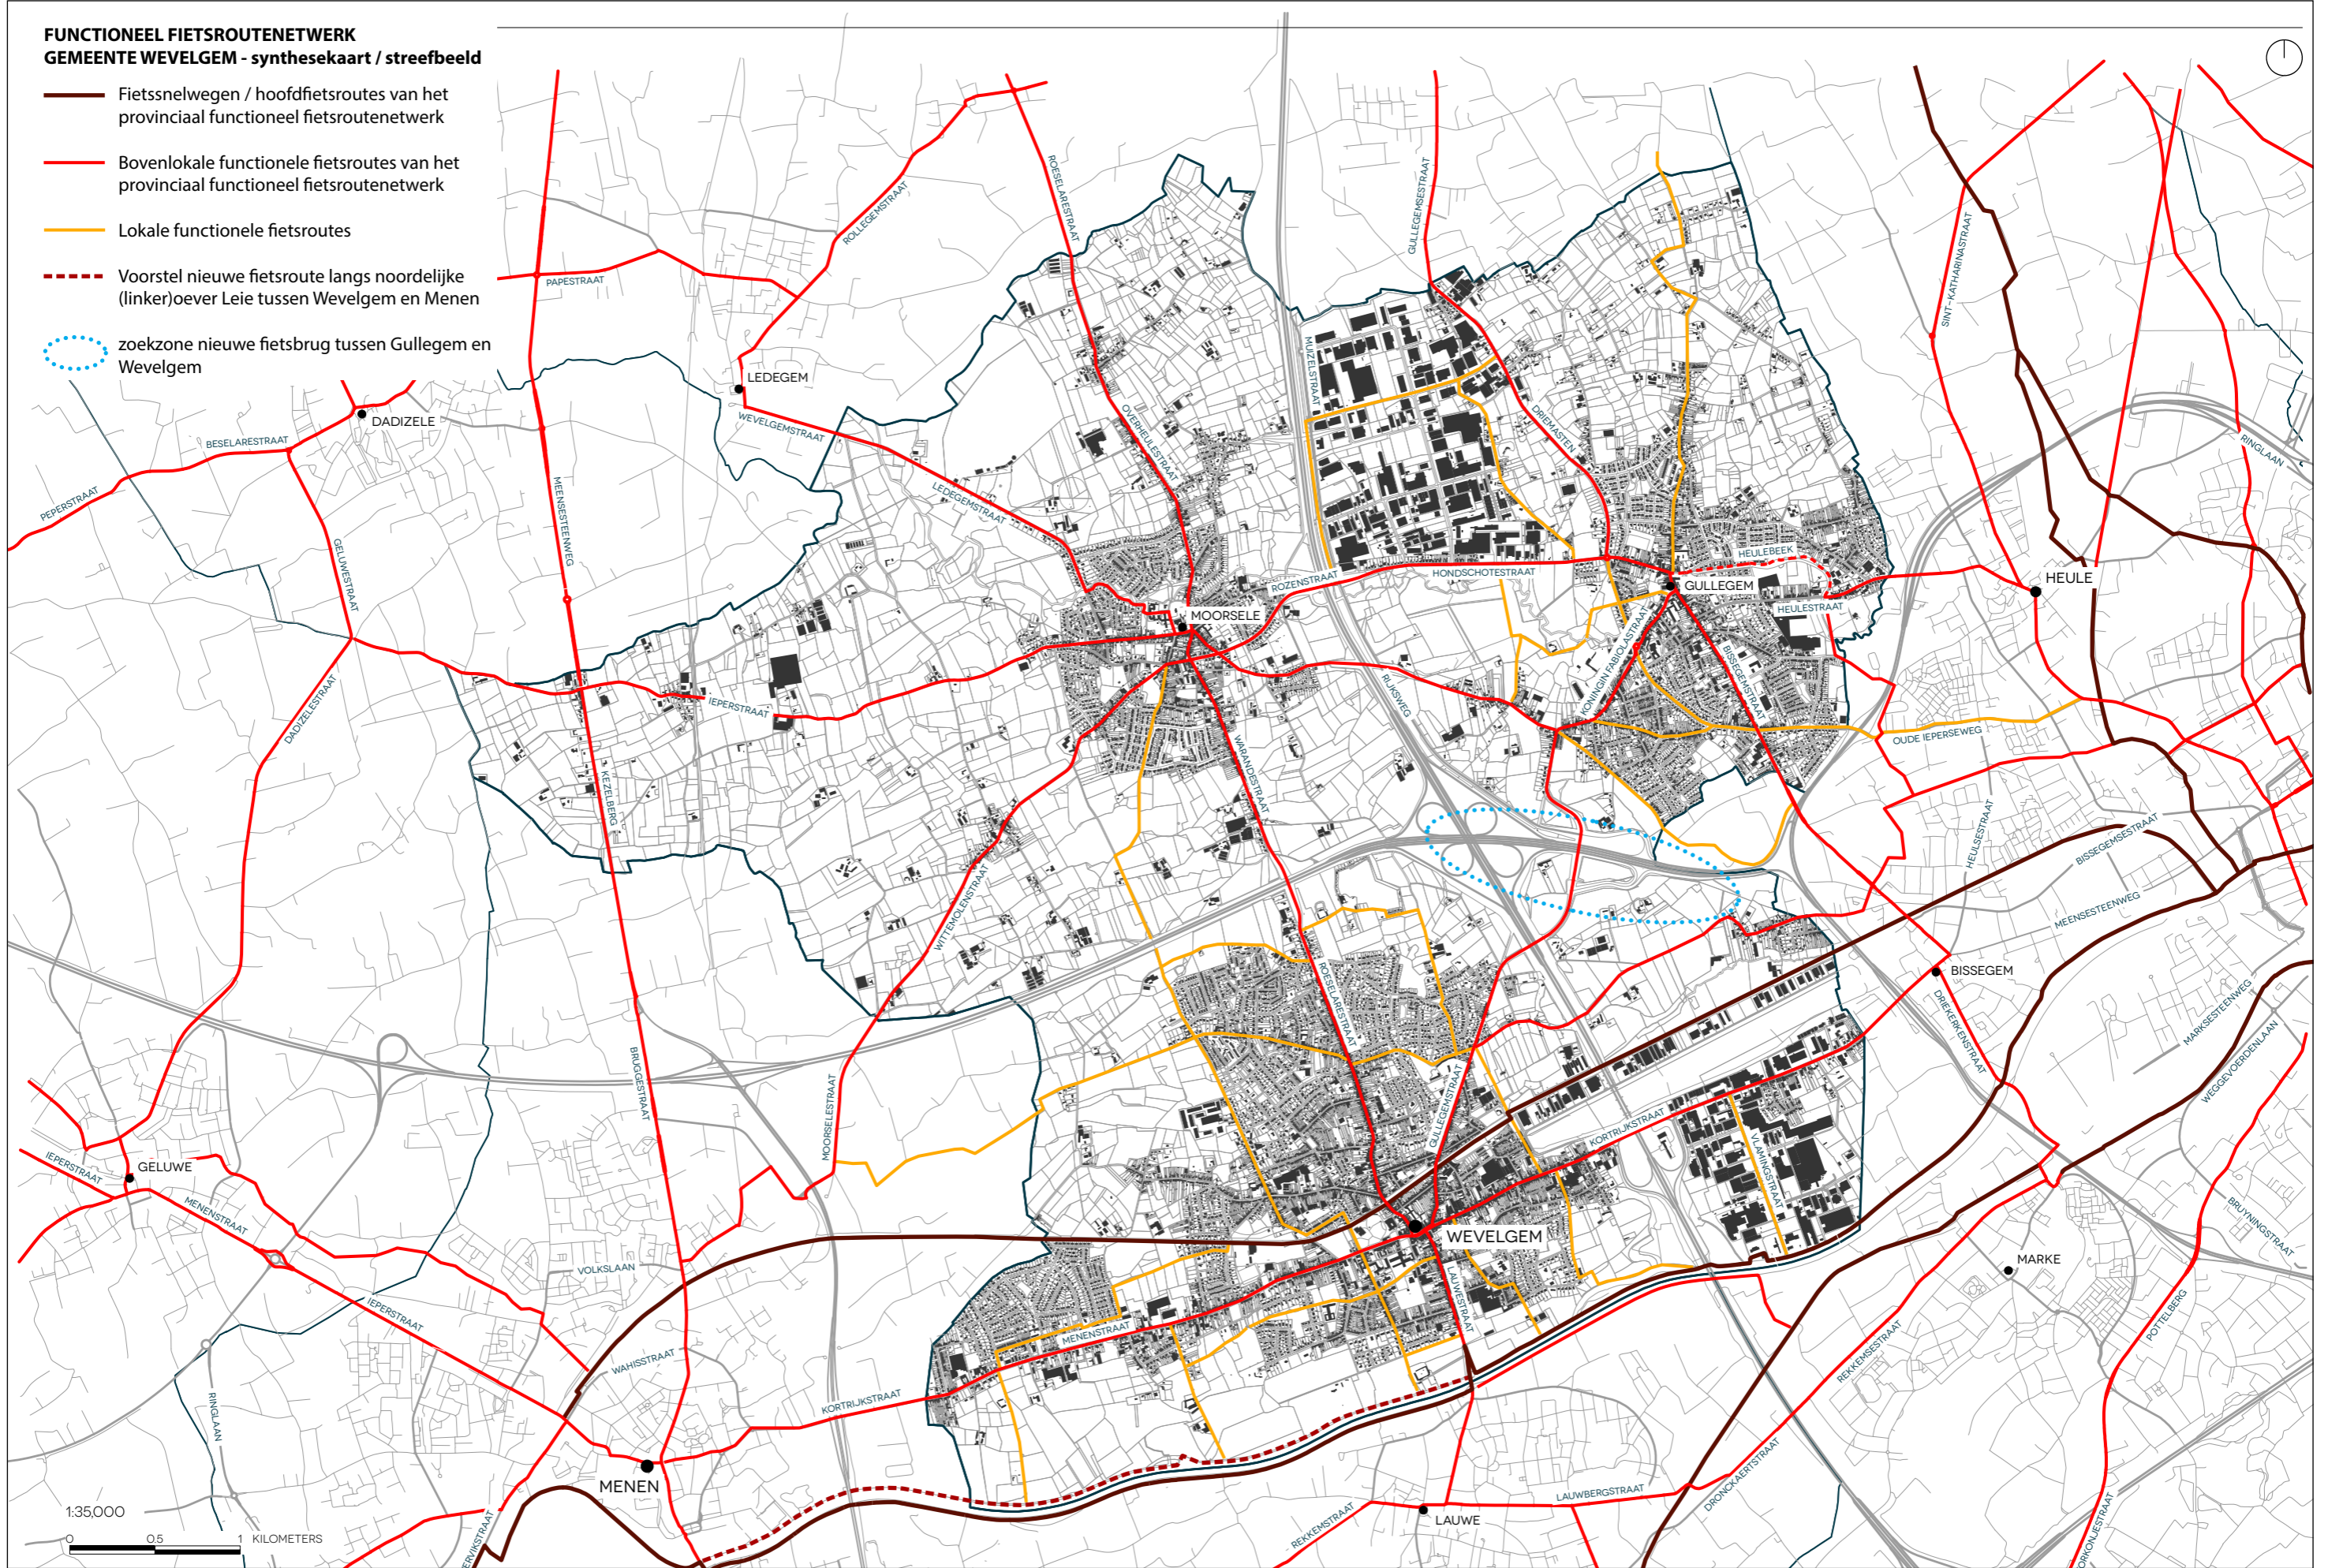 FUNCTIONEEL FIETSROUTENETWERK
GEMEENTE WEVELGEM - synthesekaart / streefbeeld
Fietssnelwegen / hoofdfietsroutes van het
provinciaal functioneel fietsroutenetwerk
Bovenlokale functionele fietsroutes van het
provinciaal functioneel fietsroutenetwerk
Lokale functionele fietsroutes
Voorstel nieuwe fietsroute langs noordelijke
(linker)oever Leie tussen Wevelgem en Menen
zoekzone nieuwe fietsbrug tussen Gullegem en
Wevelgem
ROESELARESTRAAT
GULLEGEMSESTRAAT
ROLLEGEMSTRAAT
SINT-KATHARINASTRAAT
PAPESTRAAT
MUIZELSTRAAT
LEDEGEM
DADIZELE
WEVELGEMSTRAAT
OVERHEULESTRAAT
DRIEMASTEN
BESELARESTRAAT
RINGLAAN
PEPERSTRAAT
MEENSESTEENWEG
LEDEGEMSTRAAT
GELUWESTRAAT
HEULEBEEK
HONDSCHOTESTRAAT
ROZENSTRAAT
GULLEGEM
HEULE
HEULESTRAAT
MOORSELE
KONINGIN FABIOLASTRAAT
BISSEGEMSTRAAT
RIJKSWEG
IEPERSTRAAT
DADIZELESTRAAT
OUDE IEPERSEWEG
WARANDESTRAAT
KEZELBERG
HEULSESTRAAT
BISSEGEMSESTRAAT
WITTEMOLENSTRAAT
MEENSESTEENWEG
BISSEGEM
ROESELARESTRAAT
DRIEKERKENSTRAAT
MARKSESTEENWEG
WEGGEVOERDENLAAN
BRUGGESTRAAT
MOORSELESTRAAT
GULLEGEMSTRAAT
KORTRIJKSTRAAT
VLAMINGSTRAAT
IEPERSTRAAT
GELUWE
MENENSTRAAT
WEVELGEM
BRUYNINGSTRAAT
MARKE
VOLKSLAAN
LAUWESTRAAT
POTTELBERG
IEPERSTRAAT
MENENSTRAAT
REKKEMSESTRAAT
WAHISSTRAAT
RINGLAAN
KORTRIJKSTRAAT
MENEN
DRONCKAERTSTRAAT
LAUWBERGSTRAAT
LAUWE
REKKEMSTRAAT
1:35,000
0 0.5 1 KILOMETERS